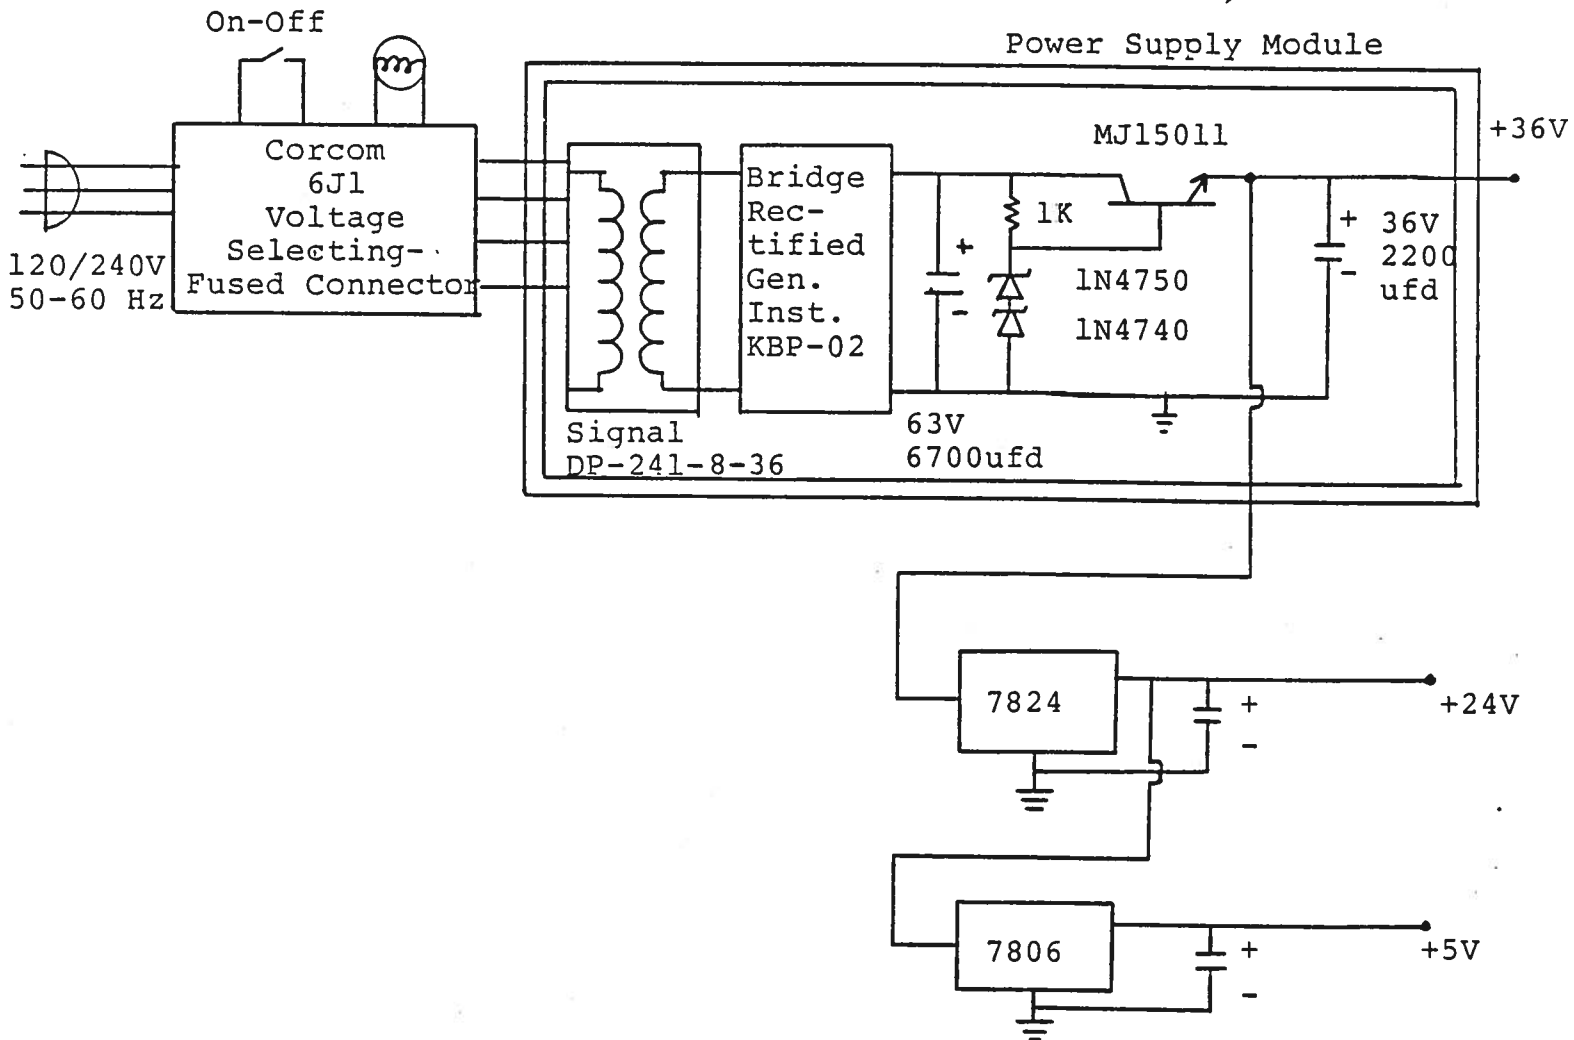 On-Off
Power Supply Module
+36V
MJ15011
Corcom
6J1
Voltage
Selecting-
Fused Connector
120/240V
50-60 Hz
Bridge
Rec-
tified
Gen.
Inst.
KBP-02
+
-
1K
1N4750
1N4740
+
-
36V
2200
ufd
Signal
DP-241-8-36
63V
6700ufd
7824
+
-
+24V
7806
+
-
+5V